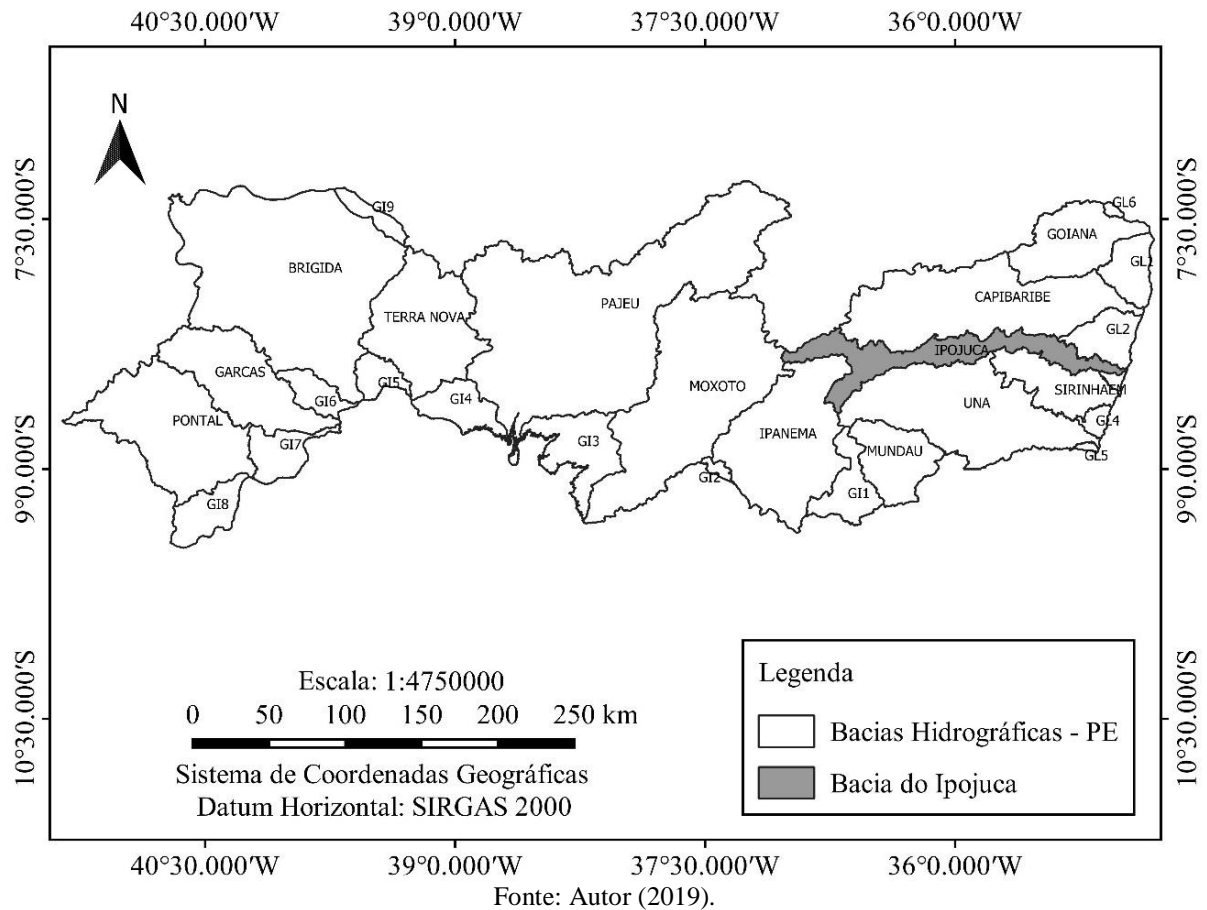 40°30.000'W 39°0.000'W 37°30.000'W 36°0.000'W
N
7°30.000'S
7°30.000'S
9°0.000'S
9°0.000'S
10°30.000'S
10°30.000'S
GI9
GL6
GOIANA
BRIGIDA
GL1
CAPIBARIBE
PAJEU
TERRA NOVA
GL2
IPOJUCA
GARCAS
GI5
MOXOTO
SIRINHAEM
GI6
GI4
UNA
PONTAL
GL4
IPANEMA
GI7
GI3
MUNDAU
GL5
GI2
GI1
GI8
Escala: 1:4750000
0 50 100 150 200 250 km
Sistema de Coordenadas Geográficas
Datum Horizontal: SIRGAS 2000
Legenda
Bacias Hidrográficas - PE
Bacia do Ipojuca
40°30.000'W 39°0.000'W 37°30.000'W 36°0.000'W
Fonte: Autor (2019).